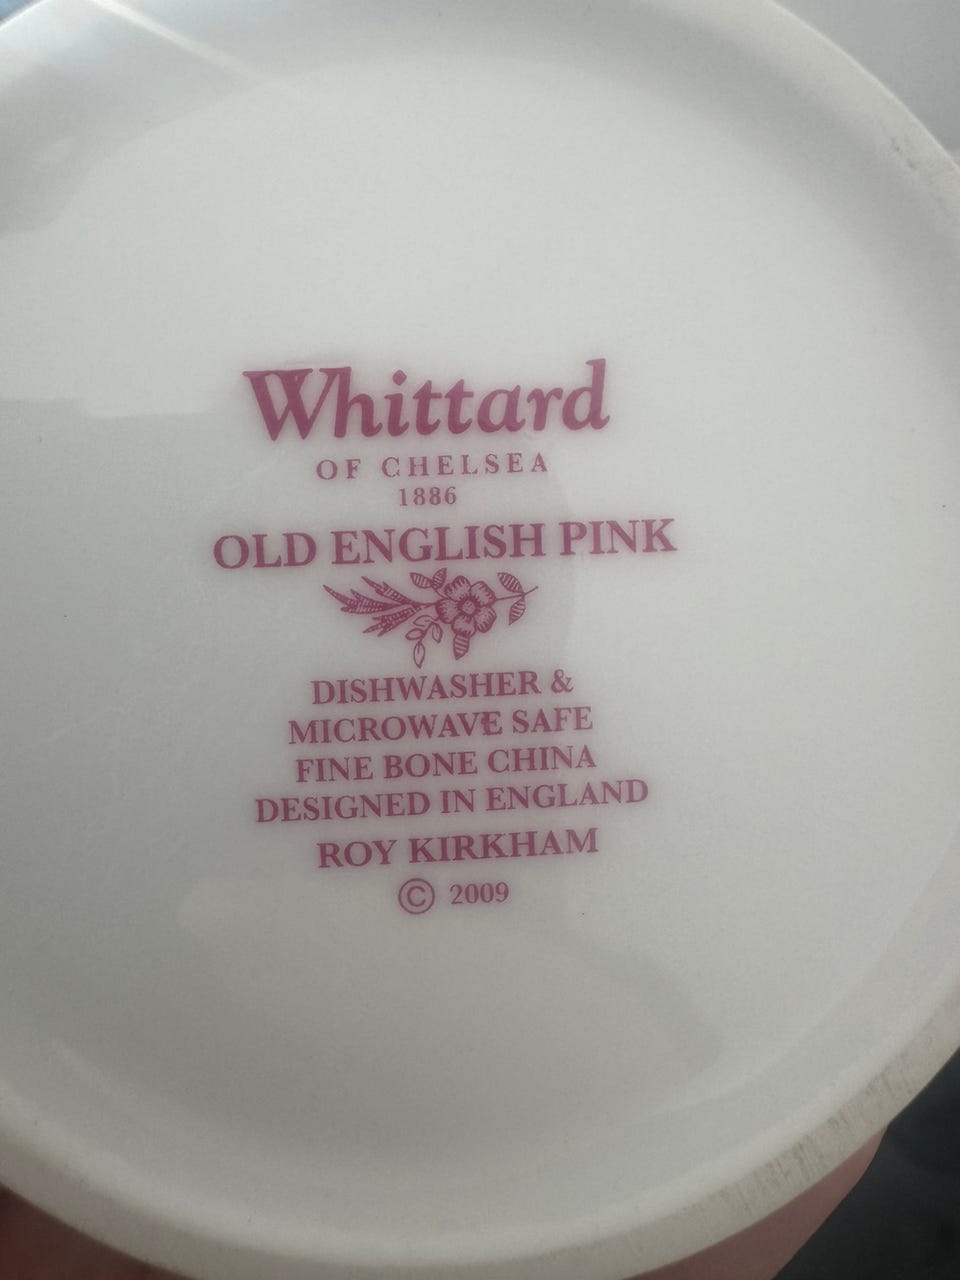 Whittard
OF CHELSEA
1886
OLD ENGLISH PINK
DISHWASHER &
MICROWAVE SAFE
FINE BONE CHINA
DESIGNED IN ENGLAND
ROY KIRKHAM
© 2009